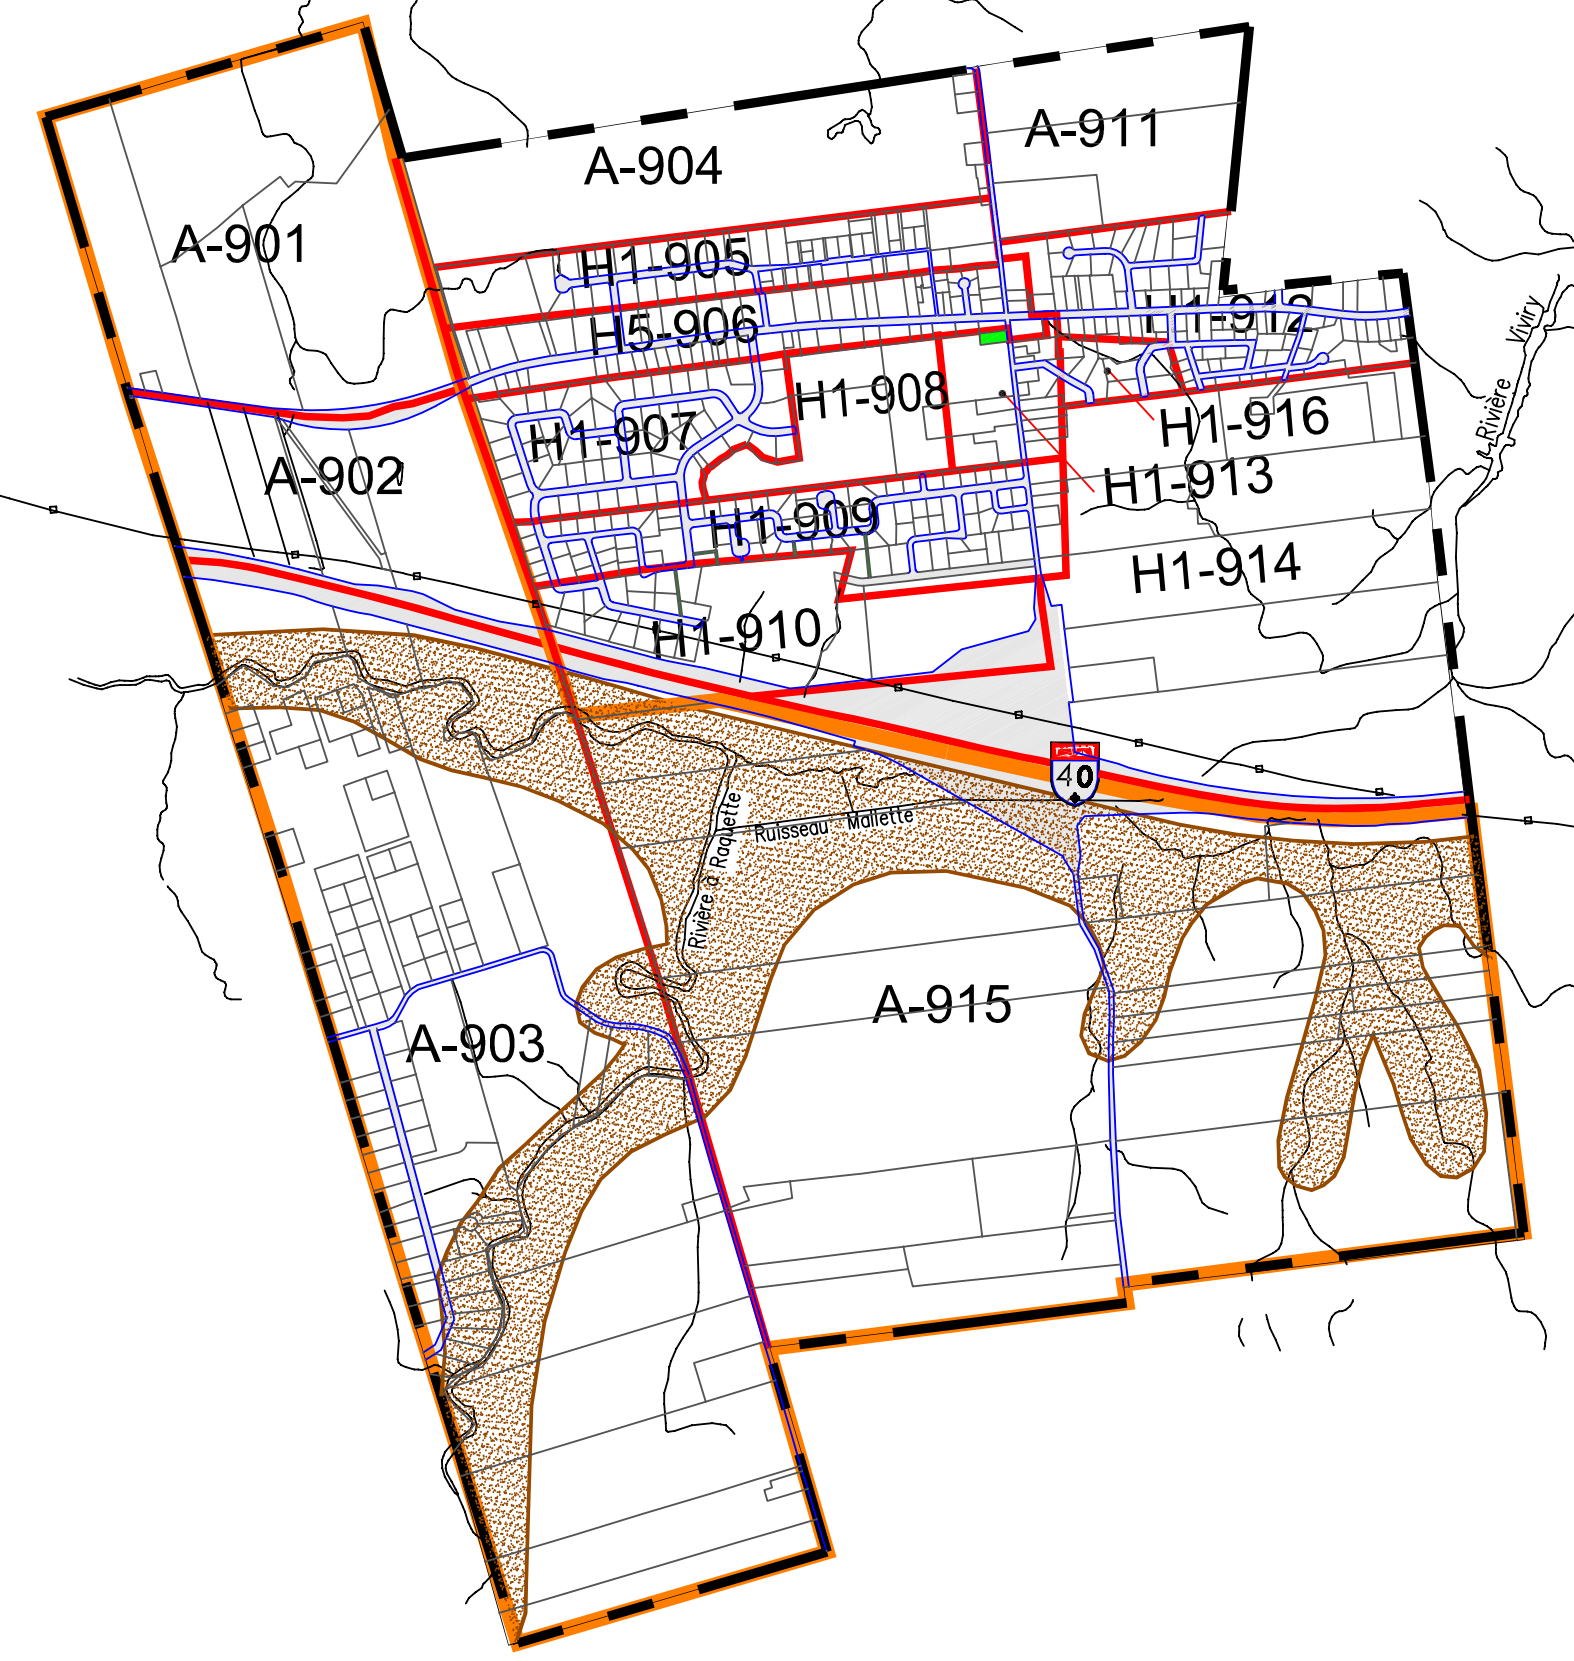 A-911
A-904
A-901
H1-905
H5-906
H1-912
Rivière Viviry
H1-908
H1-907
H1-916
A-902
H1-913
H1-909
H1-914
H1-910
40
Ruisseau Mallette
Rivière à Raquette
A-915
A-903